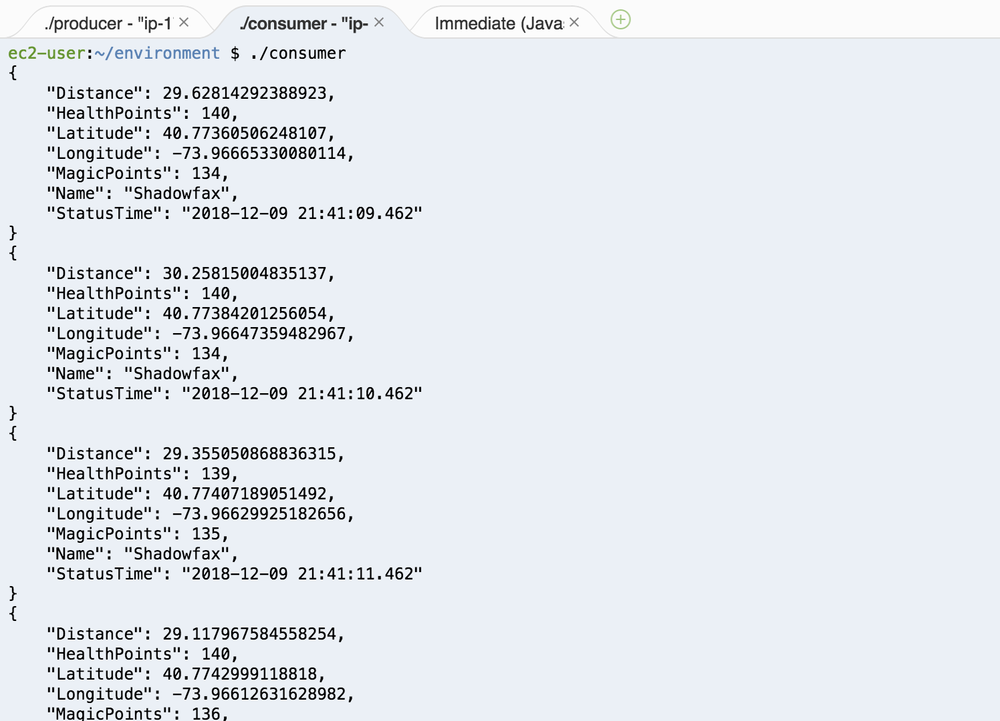 ./producer - "ip-1 ./consumer - "ip- Immediate (Javas
ec2-user:~/environment $ ./consumer
{
    "Distance": 29.62814292388923,
    "HealthPoints": 140,
    "Latitude": 40.77360506248107,
    "Longitude": -73.96665330080114,
    "MagicPoints": 134,
    "Name": "Shadowfax",
    "StatusTime": "2018-12-09 21:41:09.462"
}
{
    "Distance": 30.25815004835137,
    "HealthPoints": 140,
    "Latitude": 40.77384201256054,
    "Longitude": -73.96647359482967,
    "MagicPoints": 134,
    "Name": "Shadowfax",
    "StatusTime": "2018-12-09 21:41:10.462"
}
{
    "Distance": 29.355050868836315,
    "HealthPoints": 139,
    "Latitude": 40.77407189051492,
    "Longitude": -73.96629925182656,
    "MagicPoints": 135,
    "Name": "Shadowfax",
    "StatusTime": "2018-12-09 21:41:11.462"
}
{
    "Distance": 29.117967584558254,
    "HealthPoints": 140,
    "Latitude": 40.7742999118818,
    "Longitude": -73.96612631628982,
    "MagicPoints": 136,